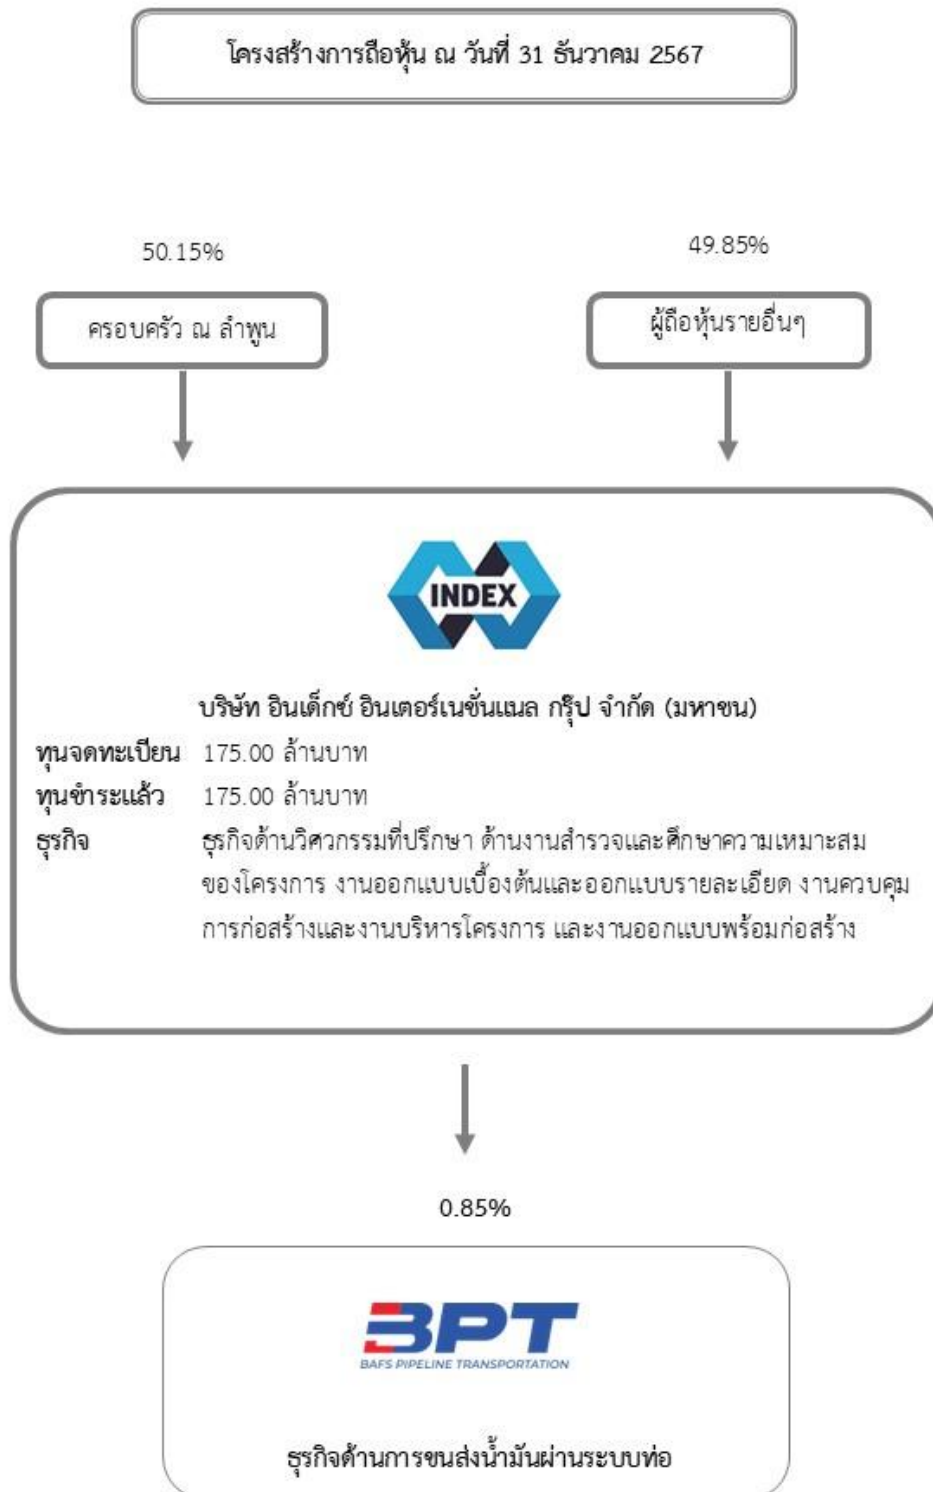 โครงสร้างการถือหุ้น ณ วันที่ 31 ธันวาคม 2567
50.15%
49.85%
ครอบครัว ณ ลำพูน
ผู้ถือหุ้นรายอื่นๆ
INDEX
บริษัท อินเด็กซ์ อินเตอร์เนชั่นแนล กรุ๊ป จำกัด (มหาชน)
ทุนจดทะเบียน 175.00 ล้านบาท
ทุนชำระแล้ว 175.00 ล้านบาท
ธุรกิจ ธุรกิจด้านวิศวกรรมที่ปรึกษา ด้านงานสำรวจและศึกษาความเหมาะสม
ของโครงการ งานออกแบบเบื้องต้นและออกแบบรายละเอียด งานควบคุม
การก่อสร้างและงานบริหารโครงการ และงานออกแบบพร้อมก่อสร้าง
0.85%
BPT
BAFS PIPELINE TRANSPORTATION
ธุรกิจด้านการขนส่งน้ำมันผ่านระบบท่อ